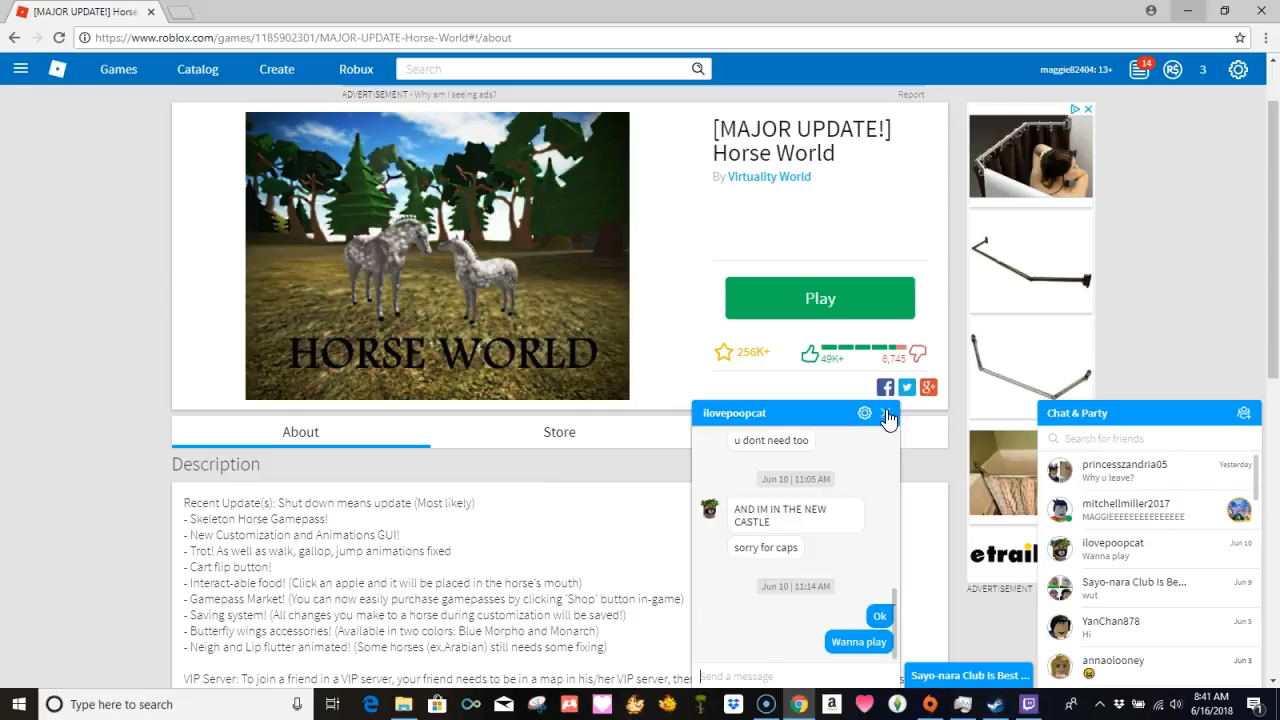 [MAJOR UPDATE!] Horse
https://www.roblox.com/games/1185902301/MAJOR-UPDATE-Horse-World#!/about
Games
Catalog
Create
Robux
Search
maggie82404: 13+
14
3
ADVERTISEMENT - Why am I seeing ads?
Report
HORSE WORLD
[MAJOR UPDATE!]
Horse World
By Virtuality World
Play
256K+
49K+
6,745
About
Store
Description
Recent Update(s): Shut down means update (Most likely)
- Skeleton Horse Gamepass!
- New Customization and Animations GUI!
- Trot! As well as walk, gallop, jump animations fixed
- Cart flip button!
- Interact-able food! (Click an apple and it will be placed in the horse's mouth)
- Gamepass Market! (You can now easily purchase gamepasses by clicking 'Shop' button in-game)
- Saving system! (All changes you make to a horse during customization will be saved!)
- Butterfly wings accessories! (Available in two colors: Blue Morpho and Monarch)
- Neigh and Lip flutter animated! (Some horses (ex.Arabian) still needs some fixing)
VIP Server: To join a friend in a VIP server, your friend needs to be in a map in his/her VIP server, the
ilovepoopcat
u dont need too
Jun 10 | 11:05 AM
AND IM IN THE NEW
CASTLE
sorry for caps
Jun 10 | 11:14 AM
Ok
Wanna play
Send a message
Sayo-nara Club Is Best ...
etrail
ADVERTISEMENT
Chat & Party
Search for friends
princesszandria05
Yesterday
Why u leave?
mitchellmiller2017
MAGGIEEEEEEEEEEEEEEE
ilovepoopcat
Jun 10
Wanna play
Sayo-nara Club Is Be...
Jun 9
wut
YanChan878
Jun 5
Hi
annaolooney
Jun 3
Type here to search
8:41 AM
6/16/2018